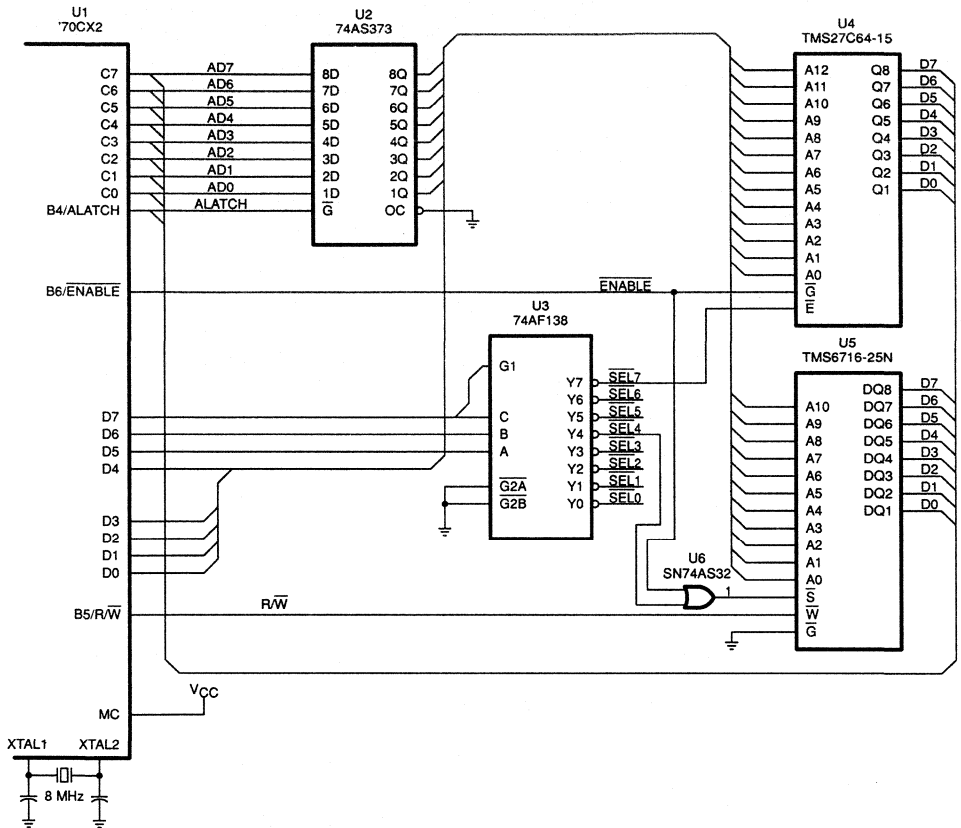 U1
'70CX2
C7
C6
C5
C4
C3
C2
C1
C0
B4/ALATCH
B6/ENABLE
D7
D6
D5
D4
D3
D2
D1
D0
B5/R/W
MC
XTAL1 XTAL2
8 MHz
VCC
AD7
AD6
AD5
AD4
AD3
AD2
AD1
AD0
ALATCH
R/W
U2
74AS373
8D 8Q
7D 7Q
6D 6Q
5D 5Q
4D 4Q
3D 3Q
2D 2Q
1D 1Q
G OC
ENABLE
U3
74AF138
G1
C
B
A
G2A
G2B
Y7 SEL7
Y6 SEL6
Y5 SEL5
Y4 SEL4
Y3 SEL3
Y2 SEL2
Y1 SEL1
Y0 SEL0
U6
SN74AS32
1
U4
TMS27C64-15
A12 Q8 D7
A11 Q7 D6
A10 Q6 D5
A9 Q5 D4
A8 Q4 D3
A7 Q3 D2
A6 Q2 D1
A5 Q1 D0
A4
A3
A2
A1
A0
G
E
U5
TMS6716-25N
DQ8 D7
A10 DQ7 D6
A9 DQ6 D5
A8 DQ5 D4
A7 DQ4 D3
A6 DQ3 D2
A5 DQ2 D1
A4 DQ1 D0
A3
A2
A1
A0
S
W
G